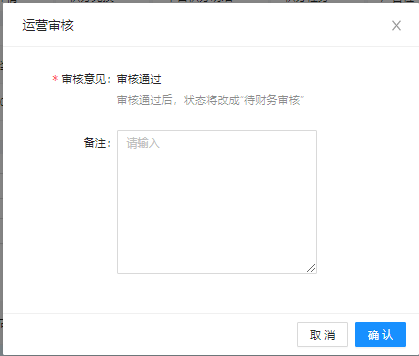 运营审核
* 审核意见: 审核通过
审核通过后，状态将改成“待财务审核”
备注:
请输入
取 消
确 认